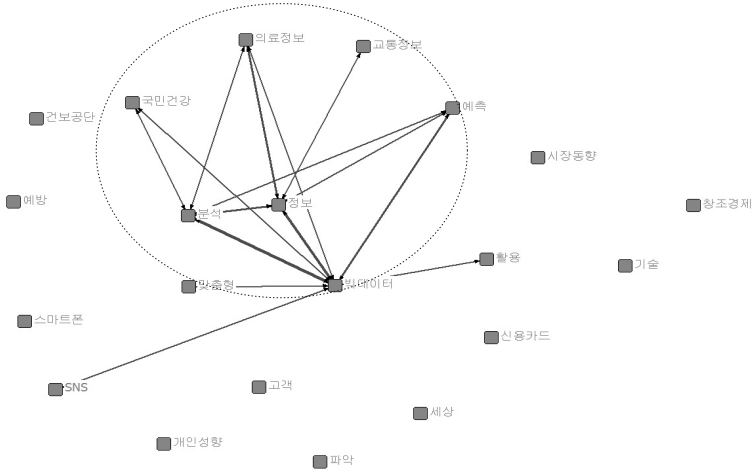 의료정보
교통정보
국민건강
예측
건보공단
시장동향
예방
정보
창조경제
분석
활용
기술
맞춤형
빅데이터
스마트폰
신용카드
SNS
고객
세상
개인성향
파악